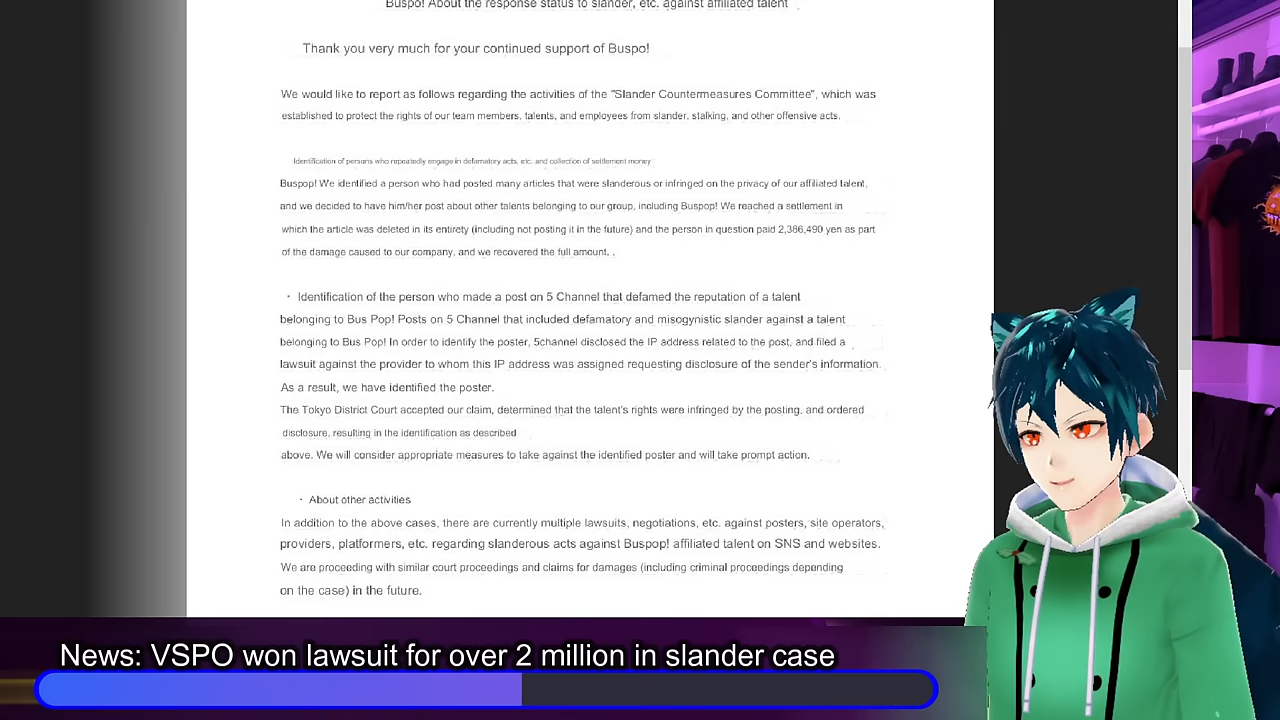 Buspo! About the response status to slander, etc. against affiliated talent
Thank you very much for your continued support of Buspo!
We would like to report as follows regarding the activities of the "Slander Countermeasures Committee", which was
established to protect the rights of our team members, talents, and employees from slander, stalking, and other offensive acts.
Identification of persons who repeatedly engage in defamatory acts, etc. and collection of settlement money
Buspop! We identified a person who had posted many articles that were slanderous or infringed on the privacy of our affiliated talent,
and we decided to have him/her post about other talents belonging to our group, including Buspop! We reached a settlement in
which the article was deleted in its entirety (including not posting it in the future) and the person in question paid 2,386,490 yen as part
of the damage caused to our company, and we recovered the full amount. .
・ Identification of the person who made a post on 5 Channel that defamed the reputation of a talent
belonging to Bus Pop! Posts on 5 Channel that included defamatory and misogynistic slander against a talent
belonging to Bus Pop! In order to identify the poster, 5channel disclosed the IP address related to the post, and filed a
lawsuit against the provider to whom this IP address was assigned requesting disclosure of the sender's information.
As a result, we have identified the poster.
The Tokyo District Court accepted our claim, determined that the talent's rights were infringed by the posting, and ordered
disclosure, resulting in the identification as described
above. We will consider appropriate measures to take against the identified poster and will take prompt action.
・ About other activities
In addition to the above cases, there are currently multiple lawsuits, negotiations, etc. against posters, site operators,
providers, platformers, etc. regarding slanderous acts against Buspop! affiliated talent on SNS and websites.
We are proceeding with similar court proceedings and claims for damages (including criminal proceedings depending
on the case) in the future.
News: VSPO won lawsuit for over 2 million in slander case